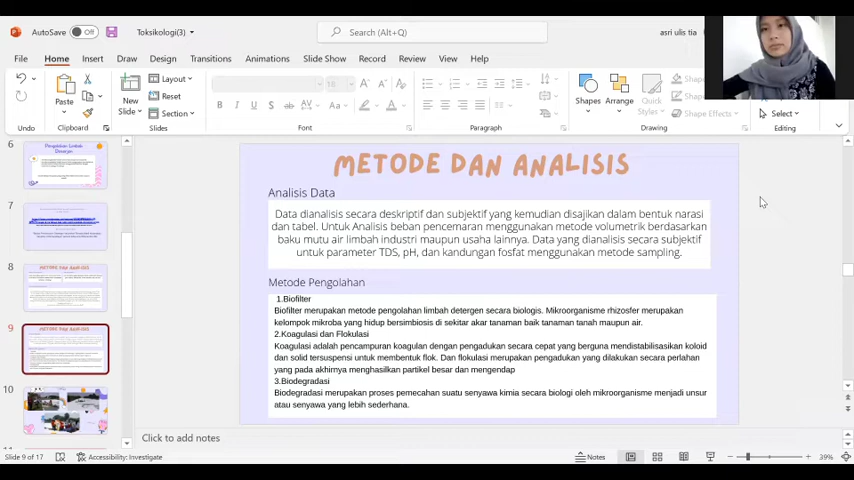 AutoSave Off Toksikologi(3) Search (Alt+Q) asri ulis tia
File Home Insert Draw Design Transitions Animations Slide Show Record Review View Help
Paste
New
Slide
Layout
Reset
Section
18
Shapes
Arrange
Quick
Styles
Shape Effects
Select
Undo Clipboard Slides Font Paragraph Drawing Editing
6
7
8
METODE DAN ANALISIS
9
METODE DAN ANALISIS
10
METODE DAN ANALISIS
Analisis Data
Data dianalisis secara deskriptif dan subjektif yang kemudian disajikan dalam bentuk narasi
dan tabel. Untuk Analisis beban pencemaran menggunakan metode volumetrik berdasarkan
baku mutu air limbah industri maupun usaha lainnya. Data yang dianalisis secara subjektif
untuk parameter TDS, pH, dan kandungan fosfat menggunakan metode sampling.
Metode Pengolahan
1.Biofilter
Biofilter merupakan metode pengolahan limbah detergen secara biologis. Mikroorganisme rhizosfer merupakan
kelompok mikroba yang hidup bersimbiosis di sekitar akar tanaman baik tanaman tanah maupun air.
2.Koagulasi dan Flokulasi
Koagulasi adalah pencampuran koagulan dengan pengadukan secara cepat yang berguna mendistabilisasikan koloid
dan solid tersuspensi untuk membentuk flok. Dan flokulasi merupakan pengadukan yang dilakukan secara perlahan
yang pada akhirnya menghasilkan partikel besar dan mengendap
3.Biodegradasi
Biodegradasi merupakan proses pemecahan suatu senyawa kimia secara biologi oleh mikroorganisme menjadi unsur
atau senyawa yang lebih sederhana.
Click to add notes
Slide 9 of 17 Accessibility: Investigate Notes 39%